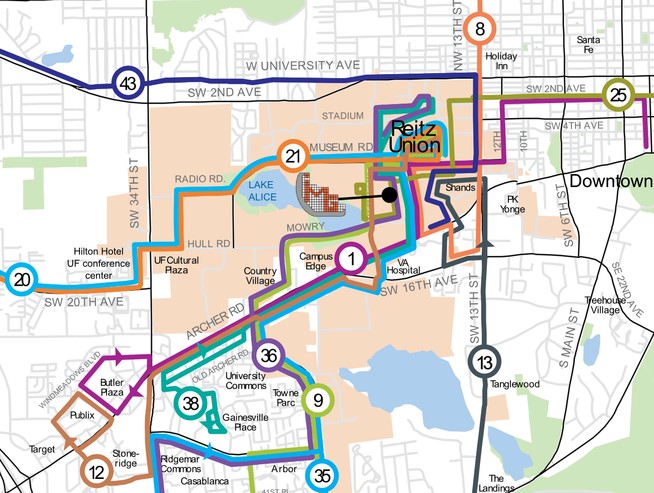 8
NW 13TH ST
Santa
Fe
Holiday
Inn
W UNIVERSITY AVE
43
SW 2ND AVE
SW 2ND AVE
25
STADIUM
Reitz
Union
SW 4TH AVE
12TH
10TH
21
MUSEUM RD
RADIO RD.
LAKE
ALICE
SW 34TH ST
Shands
PK
Yonge
Downtown
SW 6TH ST
MOWRY
HULL RD
Hilton Hotel
UF conference
center
UF Cultural
Plaza
Campus
Edge
1
VA
Hospital
Country
Village
20
SW 20TH AVE
SW 16TH AVE
SE 22ND AVE
Treehouse
Village
ARCHER RD
SW 13TH ST
S MAIN ST
OLD ARCHER RD
36
13
WINDMEADOWS BLVD
Butler
Plaza
University
Commons
Tanglewood
38
Towne
Parc
9
Publix
Gainesville
Place
Target
Stone-
ridge
12
Ridgemar
Commons
Casablanca
Arbor
35
The
Landings
41ST PL